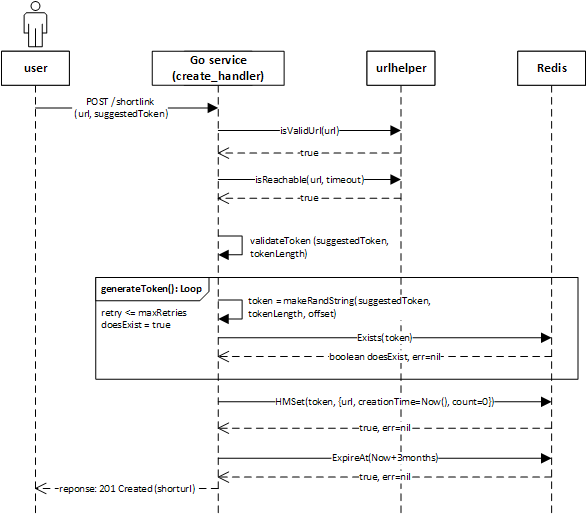 user
Go service
(create_handler)
urlhelper
Redis
POST /shortlink
(url, suggestedToken)
isValidUrl(url)
true
isReachable(url, timeout)
true
validateToken (suggestedToken,
tokenLength)
generateToken(): Loop
retry <= maxRetries
doesExist = true
token = makeRandString(suggestedToken,
tokenLength, offset)
Exists(token)
boolean doesExist, err=nil
HMSet(token, {url, creationTime=Now(), count=0})
true, err=nil
ExpireAt(Now+3months)
true, err=nil
reponse: 201 Created (shorturl)